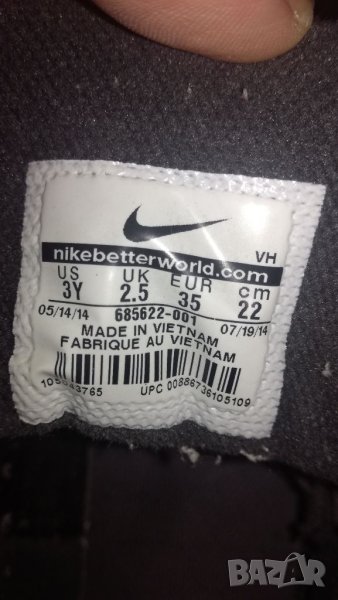 VH
nikebetterworld.com
US UK EUR cm
3Y 2.5 35 22
05/14/14 685622-001 07/19/14
MADE IN VIETNAM
FABRIQUE AU VIETNAM
UPC 00886736105109
BAZAR